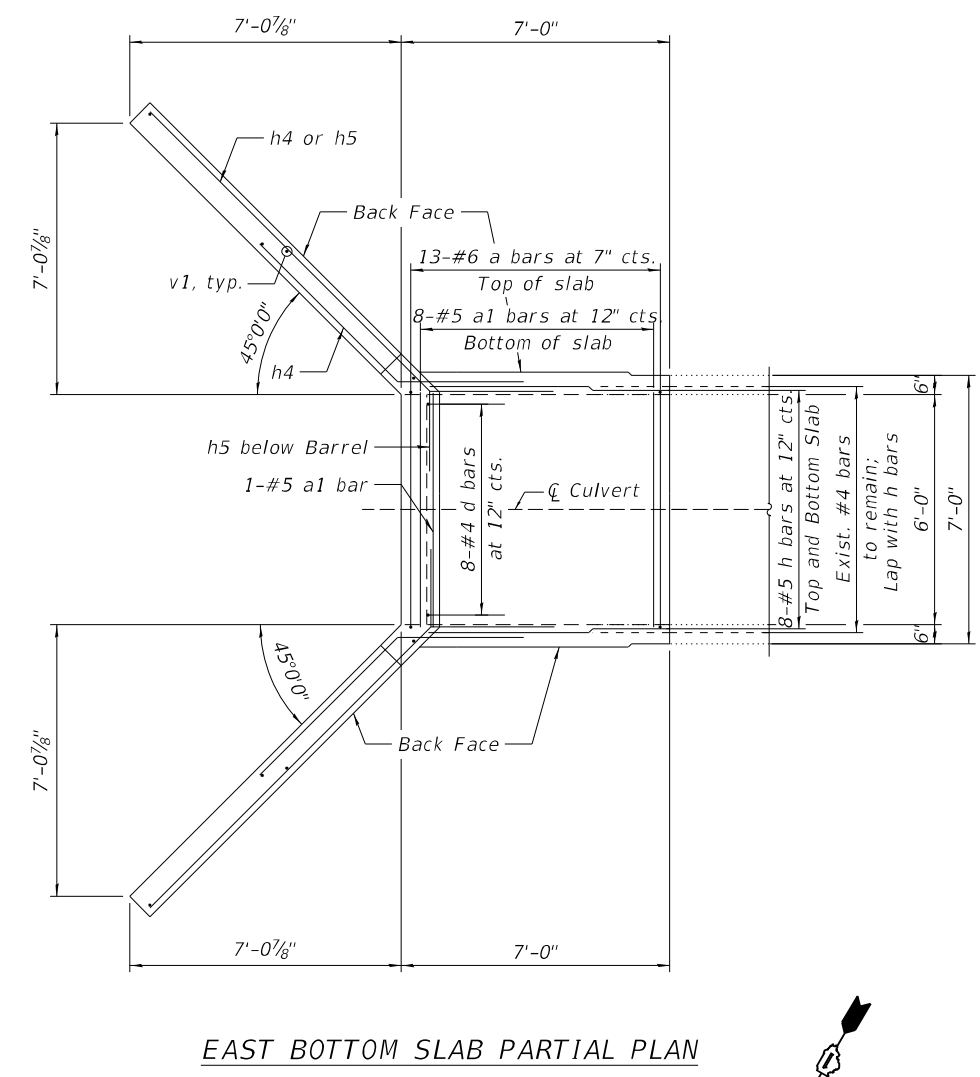 7'-0⅞"
7'-0"
h4 or h5
Back Face
13-#6 a bars at 7" cts.
Top of slab
8-#5 a1 bars at 12" cts.
Bottom of slab
v1, typ.
7'-0⅞"
45°0'0"
h4
h5 below Barrel
1-#5 a1 bar
8-#4 d bars
at 12" cts.
℄ Culvert
8-#5 h bars at 12" cts.
Top and Bottom Slab
Exist. #4 bars
to remain;
Lap with h bars
6"
6'-0"
6"
7'-0"
45°0'0"
7'-0⅞"
Back Face
7'-0⅞"
7'-0"
EAST BOTTOM SLAB PARTIAL PLAN